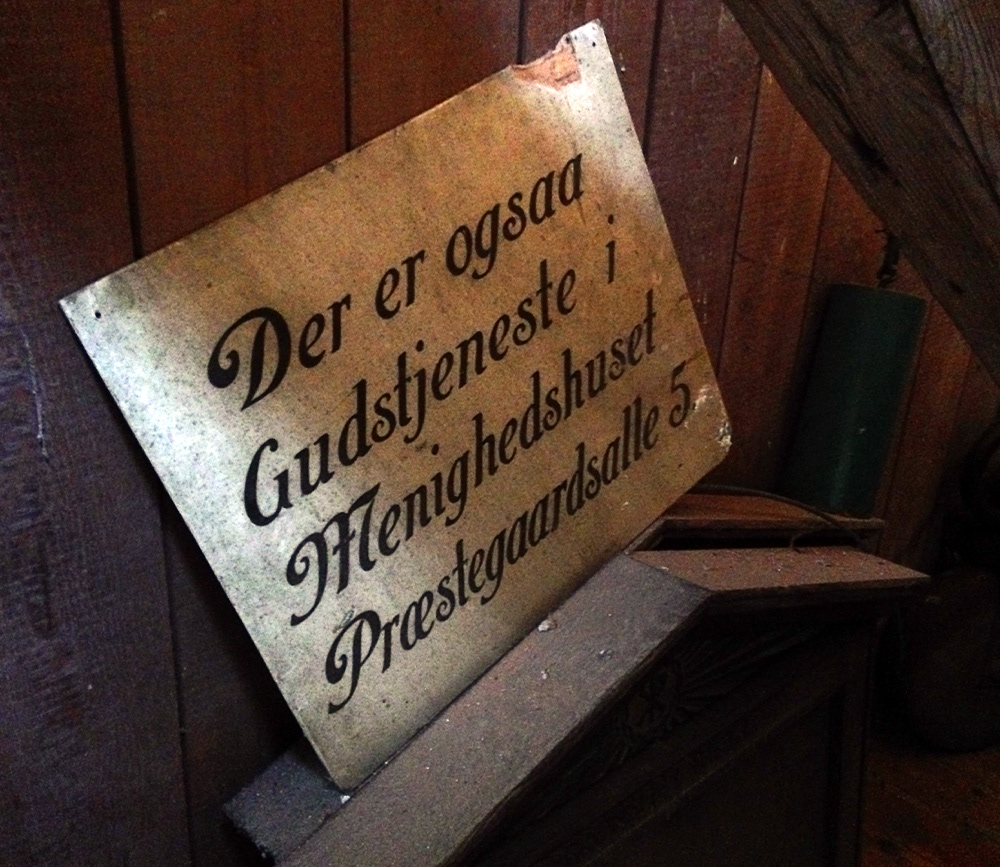 Der er ogsaa
Gudstjeneste i
Menighedshuset
Præstegaardsalle 5